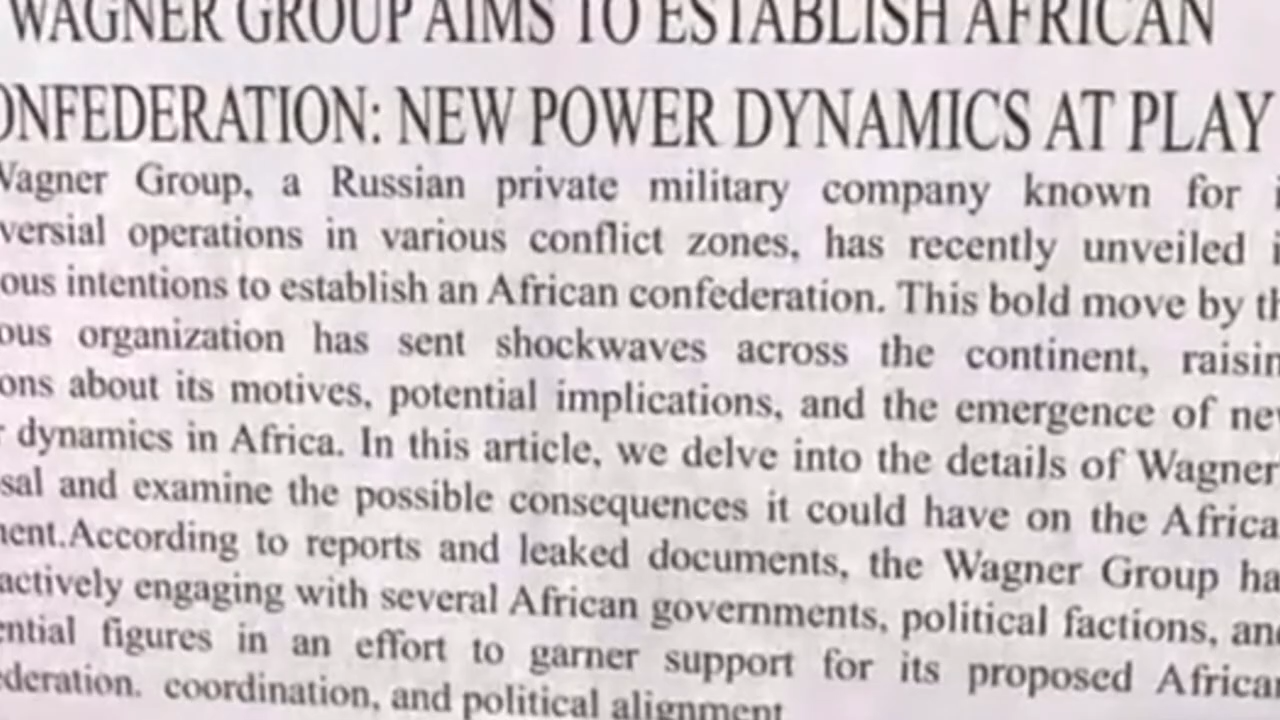 WAGNER GROUP AIMS TO ESTABLISH AFRICAN
ONFEDERATION: NEW POWER DYNAMICS AT PLAY
Wagner Group, a Russian private military company known for i
versial operations in various conflict zones, has recently unveiled i
ous intentions to establish an African confederation. This bold move by th
ous organization has sent shockwaves across the continent, raisin
ons about its motives, potential implications, and the emergence of new
r dynamics in Africa. In this article, we delve into the details of Wagner'
sal and examine the possible consequences it could have on the Africa
nent.According to reports and leaked documents, the Wagner Group ha
actively engaging with several African governments, political factions, and
ential figures in an effort to garner support for its proposed African
ederation. coordination, and political alignment